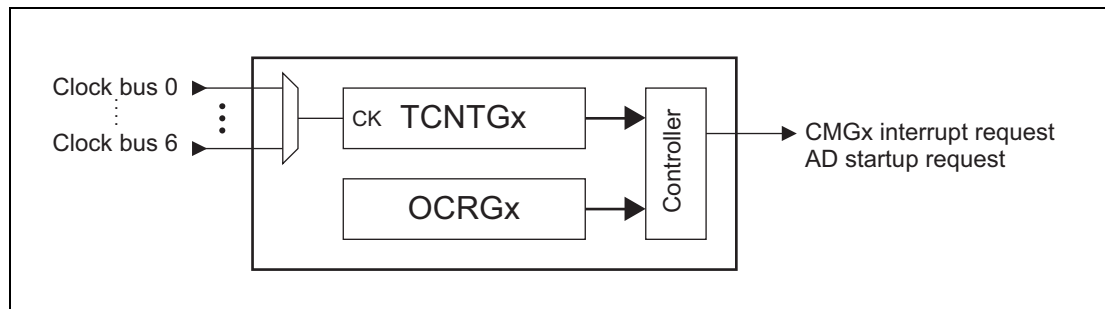 Clock bus 0
Clock bus 6
CK TCNTGx
OCRGx
Controller
CMGx interrupt request
AD startup request